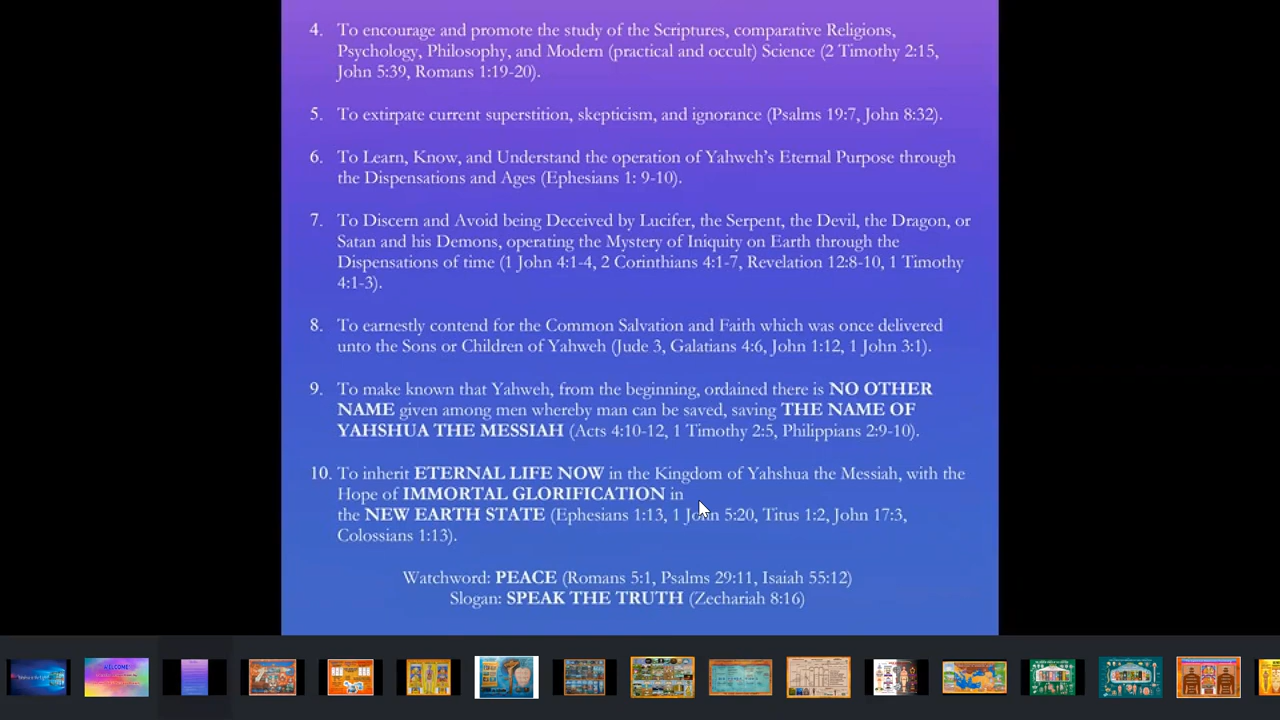 4. To encourage and promote the study of the Scriptures, comparative Religions,
Psychology, Philosophy, and Modern (practical and occult) Science (2 Timothy 2:15,
John 5:39, Romans 1:19-20).
5. To extirpate current superstition, skepticism, and ignorance (Psalms 19:7, John 8:32).
6. To Learn, Know, and Understand the operation of Yahweh's Eternal Purpose through
the Dispensations and Ages (Ephesians 1: 9-10).
7. To Discern and Avoid being Deceived by Lucifer, the Serpent, the Devil, the Dragon, or
Satan and his Demons, operating the Mystery of Iniquity on Earth through the
Dispensations of time (1 John 4:1-4, 2 Corinthians 4:1-7, Revelation 12:8-10, 1 Timothy
4:1-3).
8. To earnestly contend for the Common Salvation and Faith which was once delivered
unto the Sons or Children of Yahweh (Jude 3, Galatians 4:6, John 1:12, 1 John 3:1).
9. To make known that Yahweh, from the beginning, ordained there is NO OTHER
NAME given among men whereby man can be saved, saving THE NAME OF
YAHSHUA THE MESSIAH (Acts 4:10-12, 1 Timothy 2:5, Philippians 2:9-10).
10. To inherit ETERNAL LIFE NOW in the Kingdom of Yahshua the Messiah, with the
Hope of IMMORTAL GLORIFICATION in
the NEW EARTH STATE (Ephesians 1:13, 1 John 5:20, Titus 1:2, John 17:3,
Colossians 1:13).
Watchword: PEACE (Romans 5:1, Psalms 29:11, Isaiah 55:12)
Slogan: SPEAK THE TRUTH (Zechariah 8:16)
WELCOME